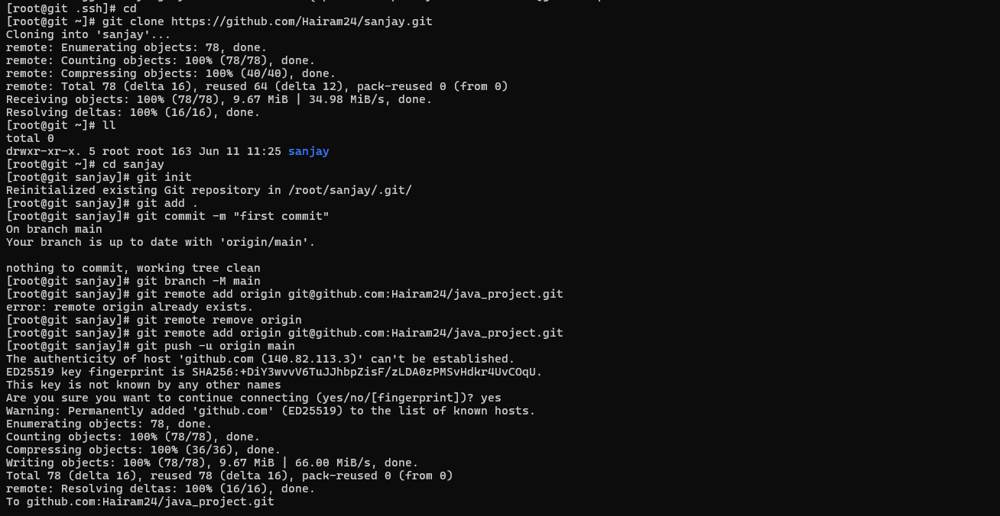 [root@git .ssh]# cd
[root@git ~]# git clone https://github.com/Hairam24/sanjay.git
Cloning into 'sanjay'...
remote: Enumerating objects: 78, done.
remote: Counting objects: 100% (78/78), done.
remote: Compressing objects: 100% (40/40), done.
remote: Total 78 (delta 16), reused 64 (delta 12), pack-reused 0 (from 0)
Receiving objects: 100% (78/78), 9.67 MiB | 34.98 MiB/s, done.
Resolving deltas: 100% (16/16), done.
[root@git ~]# ll
total 0
drwxr-xr-x. 5 root root 163 Jun 11 11:25 sanjay
[root@git ~]# cd sanjay
[root@git sanjay]# git init
Reinitialized existing Git repository in /root/sanjay/.git/
[root@git sanjay]# git add .
[root@git sanjay]# git commit -m "first commit"
On branch main
Your branch is up to date with 'origin/main'.

nothing to commit, working tree clean
[root@git sanjay]# git branch -M main
[root@git sanjay]# git remote add origin git@github.com:Hairam24/java_project.git
error: remote origin already exists.
[root@git sanjay]# git remote remove origin
[root@git sanjay]# git remote add origin git@github.com:Hairam24/java_project.git
[root@git sanjay]# git push -u origin main
The authenticity of host 'github.com (140.82.113.3)' can't be established.
ED25519 key fingerprint is SHA256:+DiY3wvvV6TuJJhbpZisF/zLDA0zPMSvHdkr4UvCOqU.
This key is not known by any other names
Are you sure you want to continue connecting (yes/no/[fingerprint])? yes
Warning: Permanently added 'github.com' (ED25519) to the list of known hosts.
Enumerating objects: 78, done.
Counting objects: 100% (78/78), done.
Compressing objects: 100% (36/36), done.
Writing objects: 100% (78/78), 9.67 MiB | 66.00 MiB/s, done.
Total 78 (delta 16), reused 78 (delta 16), pack-reused 0 (from 0)
remote: Resolving deltas: 100% (16/16), done.
To github.com:Hairam24/java_project.git